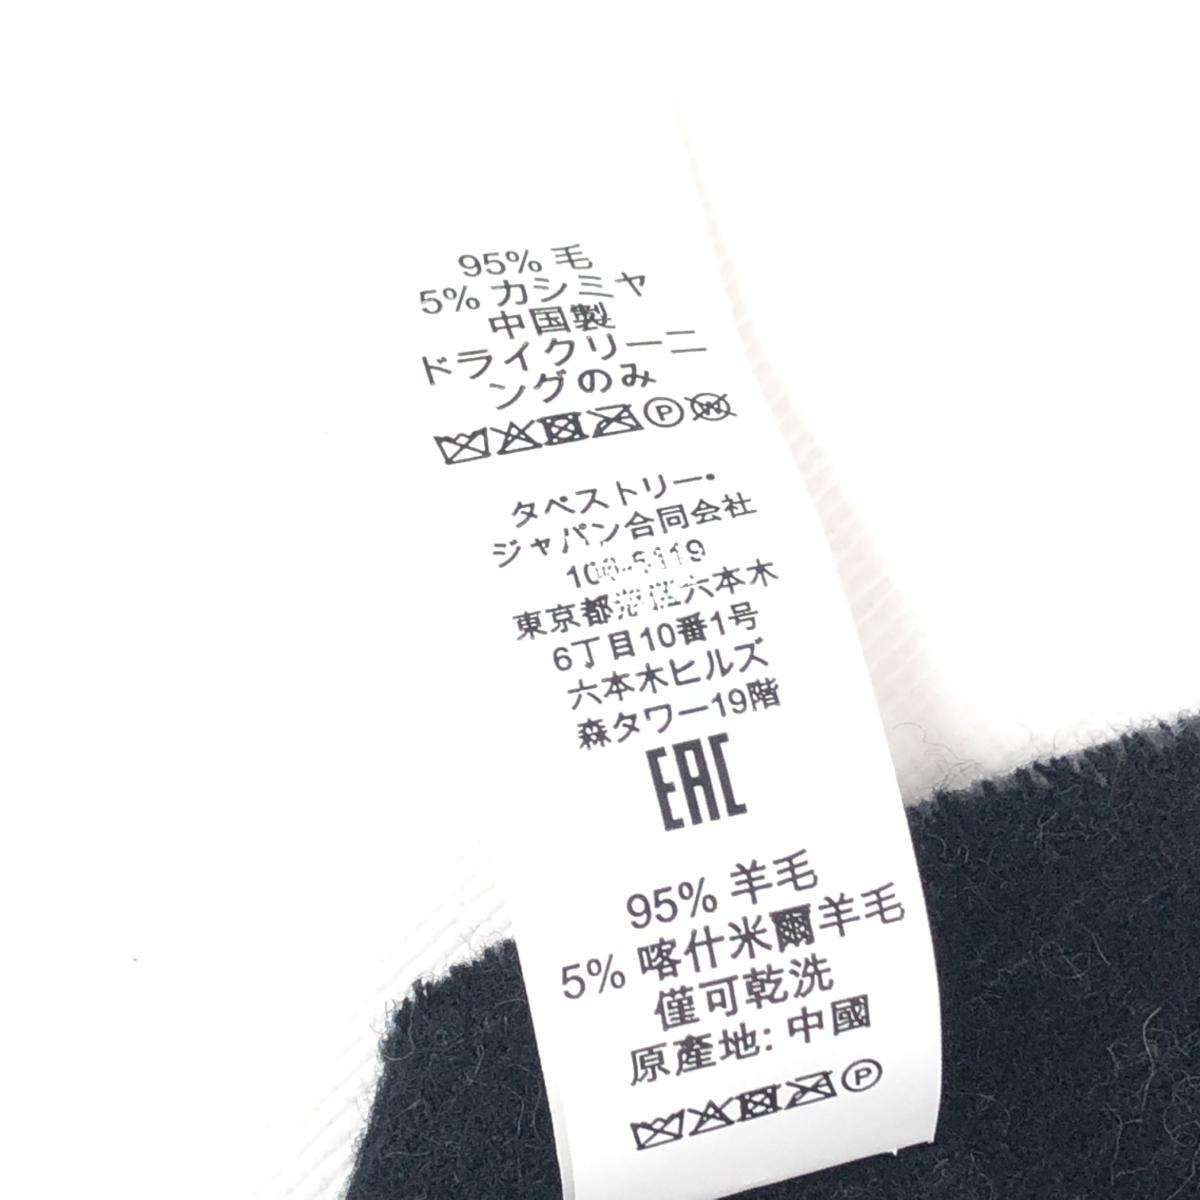 95% 毛
5% カシミヤ
中国製
ドライクリーニ
ングのみ
P W
タペストリー・
ジャパン合同会社
東京都 六本木
6丁目10番1号
六本木ヒルズ
森タワー19階
EAC
95% 羊毛
5% 喀什米爾羊毛
僅可乾洗
原產地: 中國
P